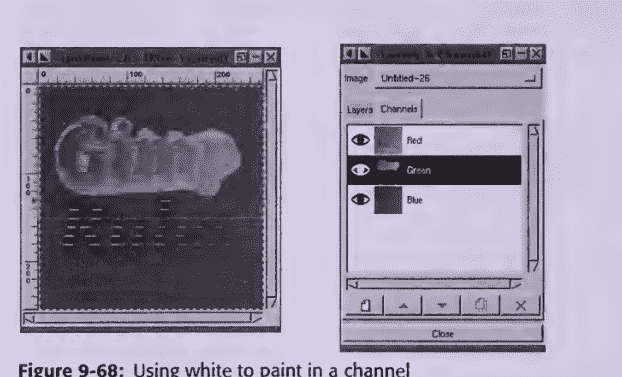 0 100 200
Gimp
Image Untitled-26
Layers Channels
Red
Green
Blue
Close
Figure 9-68: Using white to paint in a channel